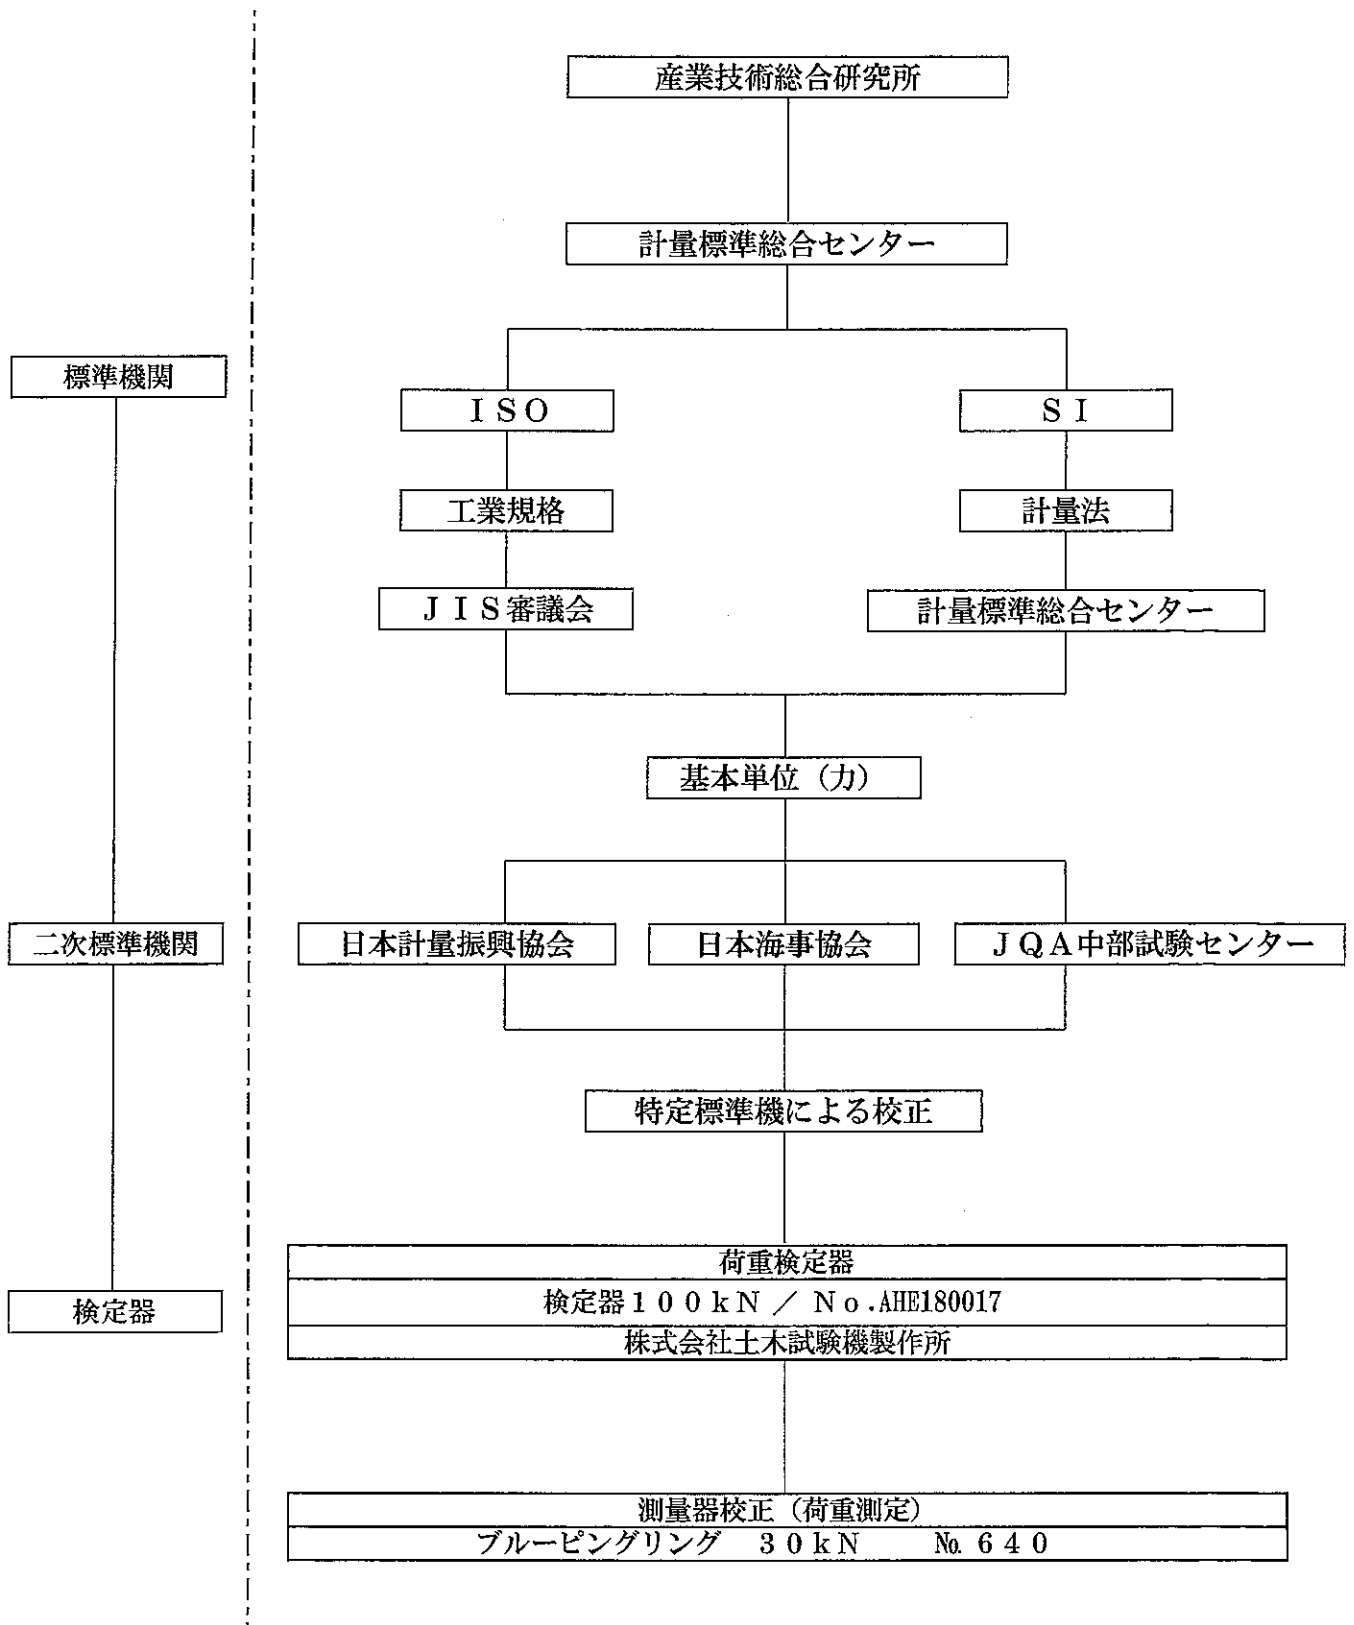 産業技術総合研究所
計量標準総合センター
標準機関
ＩＳＯ
ＳＩ
工業規格
計量法
ＪＩＳ審議会
計量標準総合センター
基本単位（力）
二次標準機関
日本計量振興協会
日本海事協会
ＪＱＡ中部試験センター
特定標準機による校正
荷重検定器
検定器１００ｋＮ ／ Ｎｏ.AHE180017
株式会社土木試験機製作所
検定器
測量器校正（荷重測定）
ブルーピングリング　３０ｋＮ　　№ ６４０